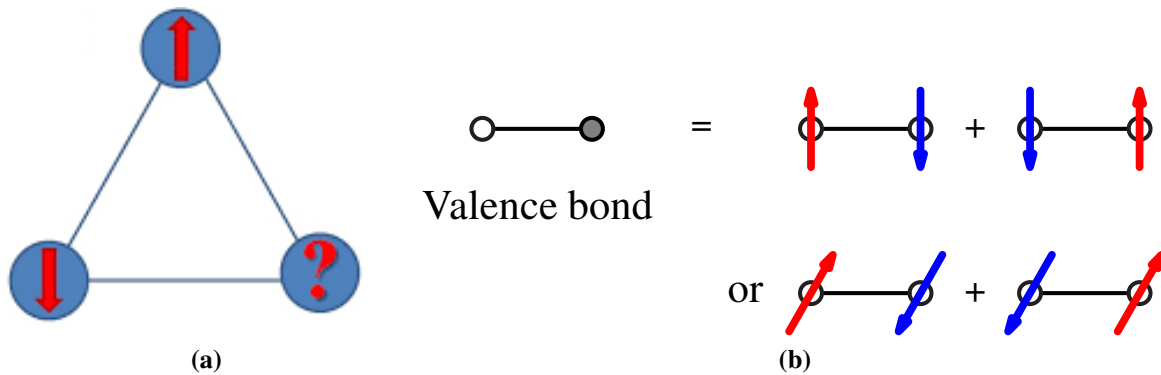 ?
= + 
Valence bond
or +
(a)
(b)